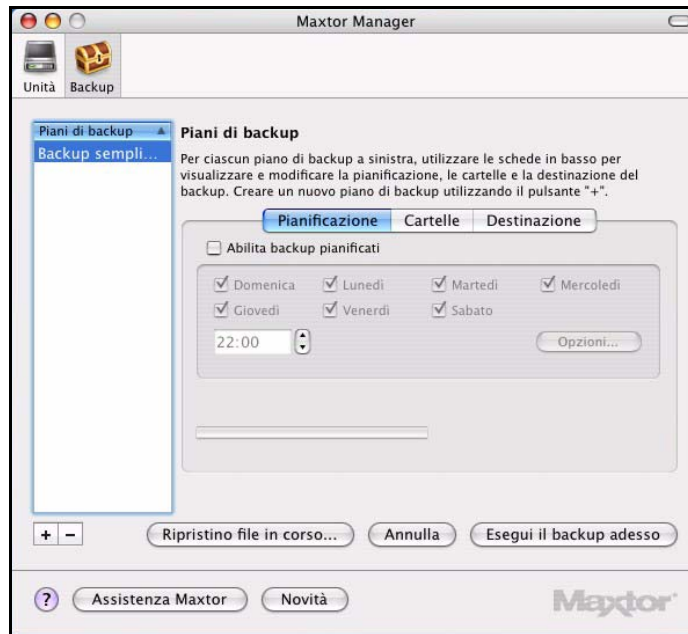 Maxtor Manager
Unità Backup
Piani di backup
Backup sempli...
Piani di backup
Per ciascun piano di backup a sinistra, utilizzare le schede in basso per
visualizzare e modificare la pianificazione, le cartelle e la destinazione del
backup. Creare un nuovo piano di backup utilizzando il pulsante "+".
Pianificazione Cartelle Destinazione
Abilita backup pianificati
Domenica Lunedì Martedì Mercoledì
Giovedì Venerdì Sabato
22:00 Opzioni...
+ − Ripristino file in corso... Annulla Esegui il backup adesso
? Assistenza Maxtor Novità Maxtor